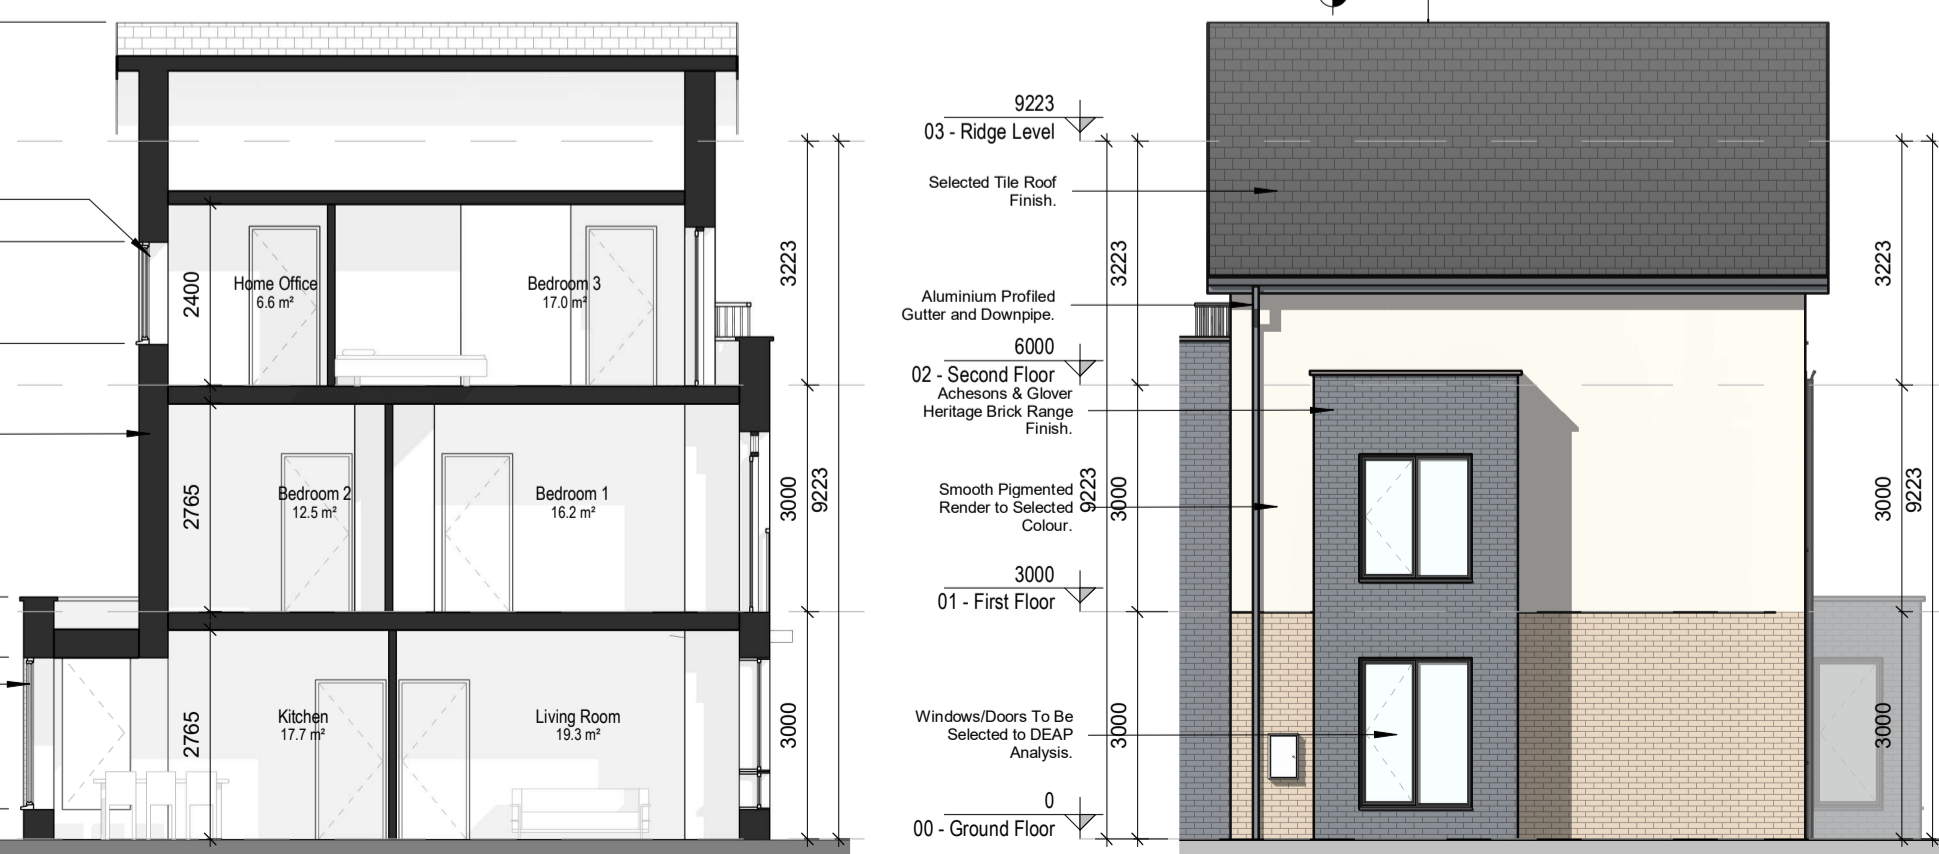 2400
Home Office
6.6 m²
Bedroom 3
17.0 m²
3223
2765
Bedroom 2
12.5 m²
Bedroom 1
16.2 m²
3000
9223
2765
Kitchen
17.7 m²
Living Room
19.3 m²
3000
9223
03 - Ridge Level
Selected Tile Roof
Finish.
3223
Aluminium Profiled
Gutter and Downpipe.
6000
02 - Second Floor
Achesons & Glover
Heritage Brick Range
Finish.
Smooth Pigmented
Render to Selected
Colour.
9223
3000
3000
01 - First Floor
Windows/Doors To Be
Selected to DEAP
Analysis.
3000
0
00 - Ground Floor
3223
3000
9223
3000